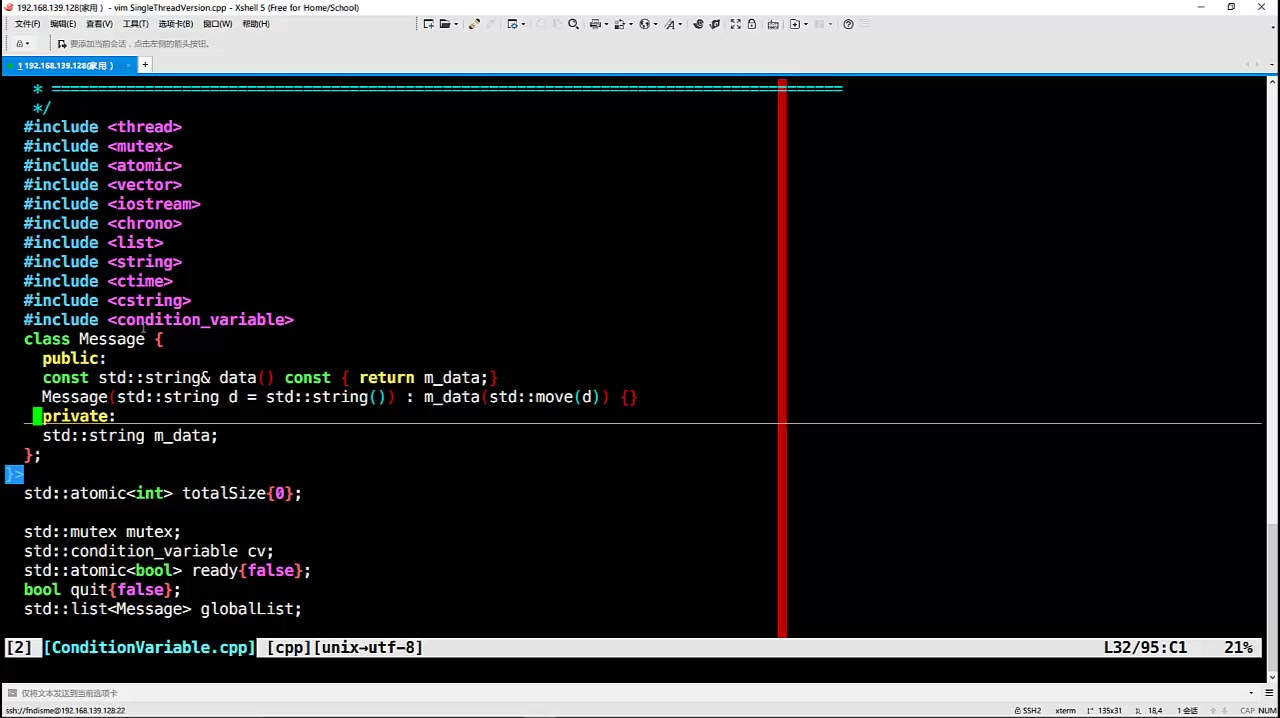 192.168.139.128(家用 ) - vim SingleThreadVersion.cpp - Xshell 5 (Free for Home/School)
文件(F) 编辑(E) 查看(V) 工具(T) 选项卡(B) 窗口(W) 帮助(H)
要添加当前会话, 点击左侧的箭头按钮。
1 192.168.139.128(家用 ) × +
* =====================================================================================
*/
#include <thread>
#include <mutex>
#include <atomic>
#include <vector>
#include <iostream>
#include <chrono>
#include <list>
#include <string>
#include <ctime>
#include <cstring>
#include <condition_variable>
class Message {
public:
const std::string& data() const { return m_data;}
Message(std::string d = std::string()) : m_data(std::move(d)) {}
private:
std::string m_data;
};
}>
std::atomic<int> totalSize{0};
std::mutex mutex;
std::condition_variable cv;
std::atomic<bool> ready{false};
bool quit{false};
std::list<Message> globalList;
[2] [ConditionVariable.cpp] [cpp][unix→utf-8] L32/95:C1 21%
仅将文本发送到当前选项卡
ssh://fndisme@192.168.139.128:22 SSH2 xterm 135x31 18,4 1 会话 CAP NUM